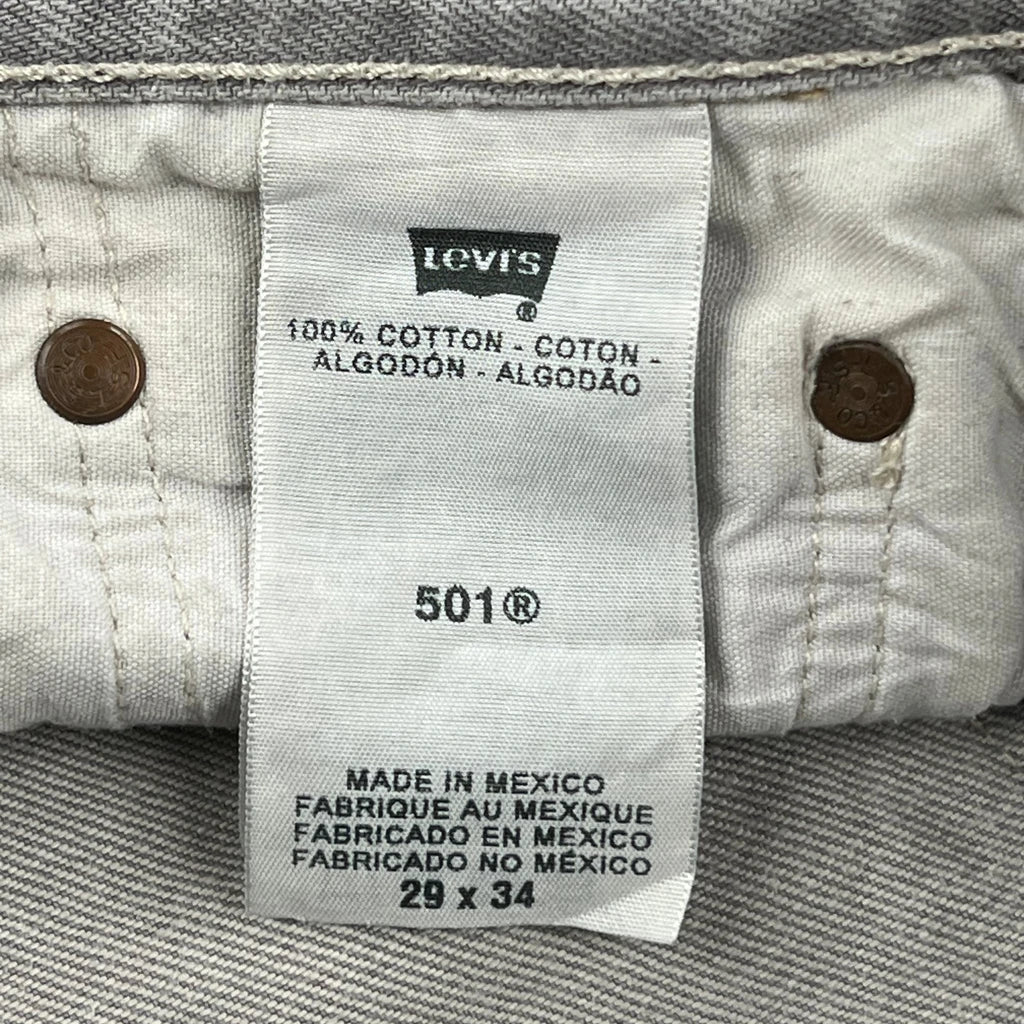 Levi's
®
100% COTTON - COTON -
ALGODÓN - ALGODÃO
501®
MADE IN MEXICO
FABRIQUE AU MEXIQUE
FABRICADO EN MEXICO
FABRICADO NO MÉXICO
29 x 34